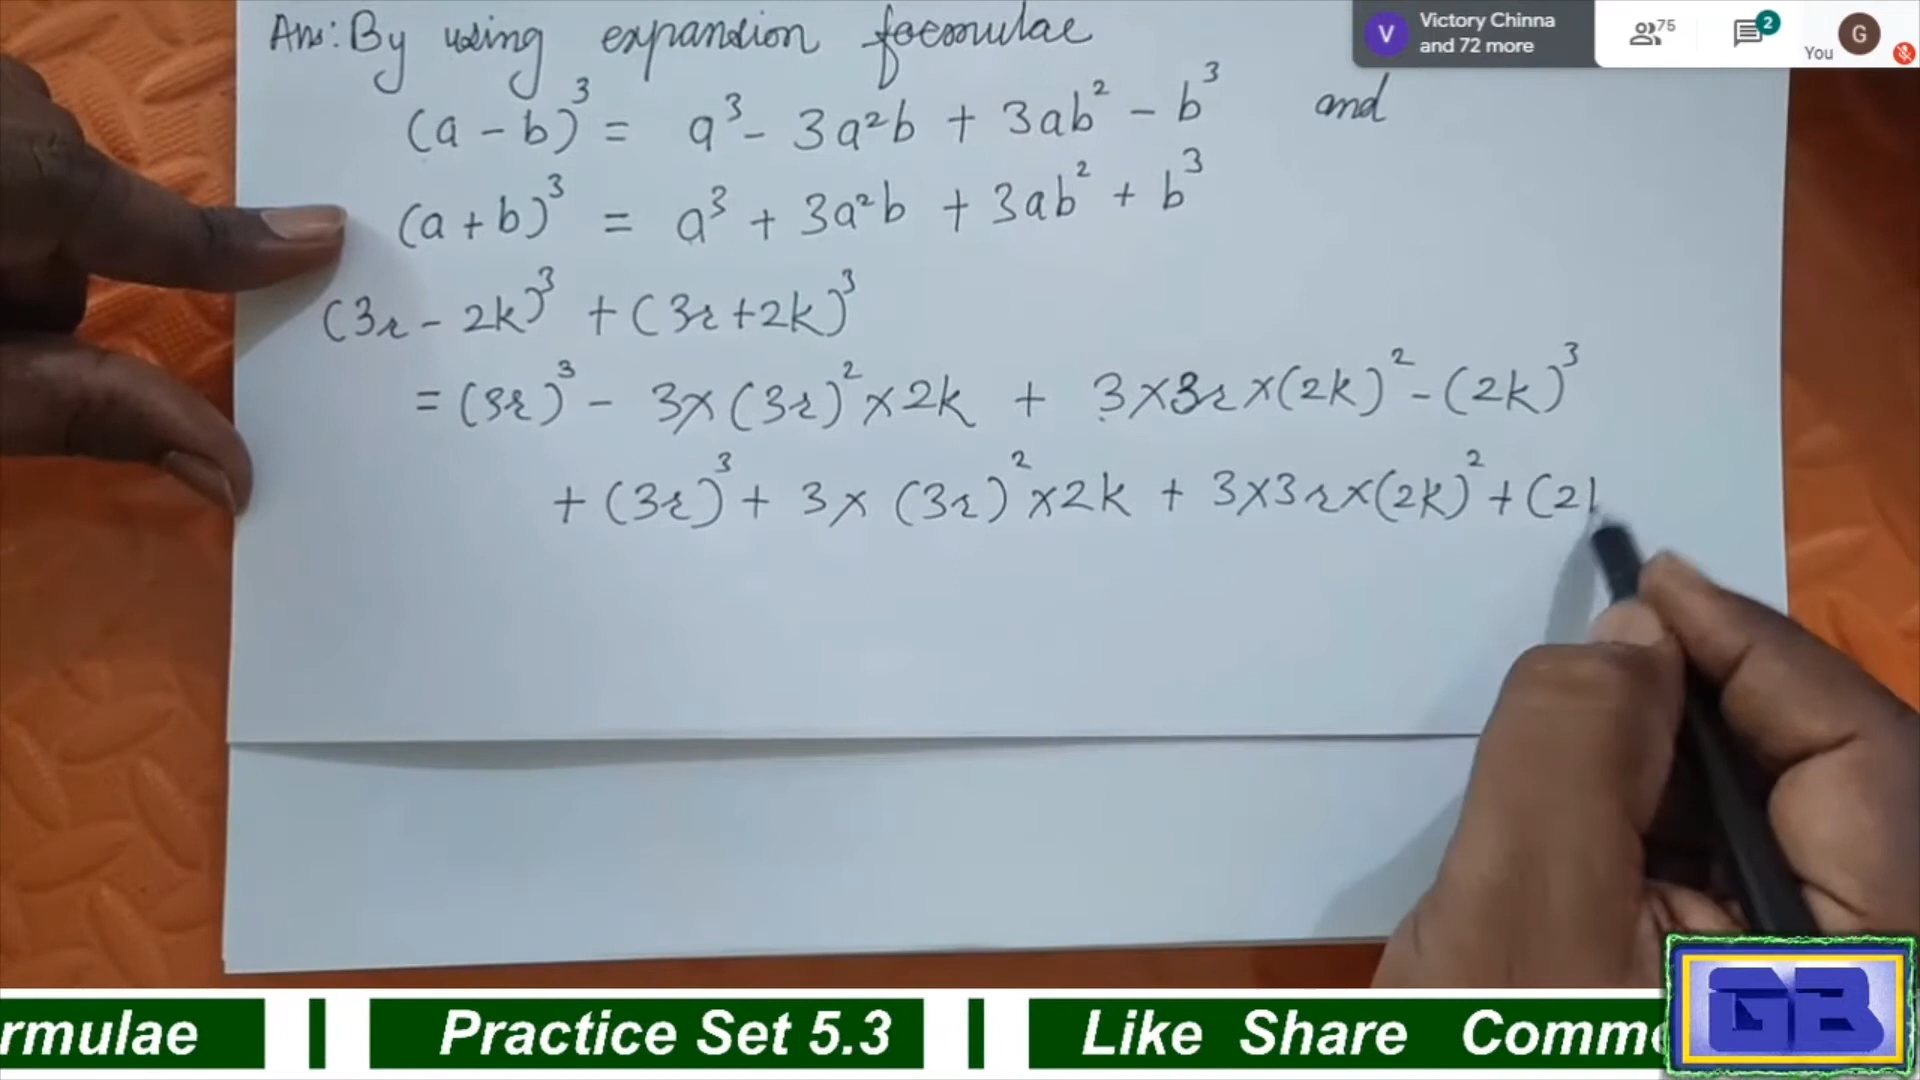 Victory Chinna
and 72 more
75
2
You
V
G
Ans: By using expansion formulae
(a - b)³ = a³ - 3a²b + 3ab² - b³ and
(a + b)³ = a³ + 3a²b + 3ab² + b³
(3r - 2k)³ + (3r + 2k)³
= (3r)³ - 3×(3r)²×2k + 3×3r×(2k)² - (2k)³
+ (3r)³ + 3×(3r)²×2k + 3×3r×(2k)² + (2k
rmulae | Practice Set 5.3 | Like Share Comme
GB